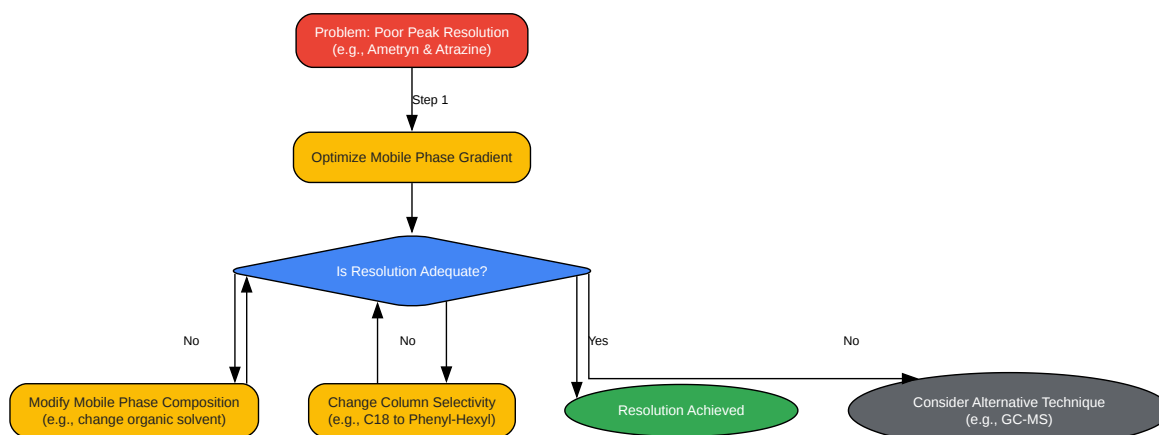 Problem: Poor Peak Resolution
(e.g., Ametryn & Atrazine)
Step 1
Optimize Mobile Phase Gradient
Is Resolution Adequate?
No
No
Yes
No
Modify Mobile Phase Composition
(e.g., change organic solvent)
Change Column Selectivity
(e.g., C18 to Phenyl-Hexyl)
Resolution Achieved
Consider Alternative Technique
(e.g., GC-MS)